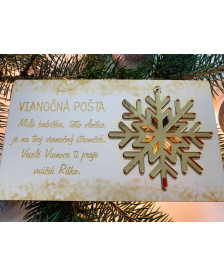 VIANOČNÁ POŠTA
Milá babička, táto vločka
je na tvoj vianočný stromček.
Veselé Vianoce ti praje
vnúčik Riško.